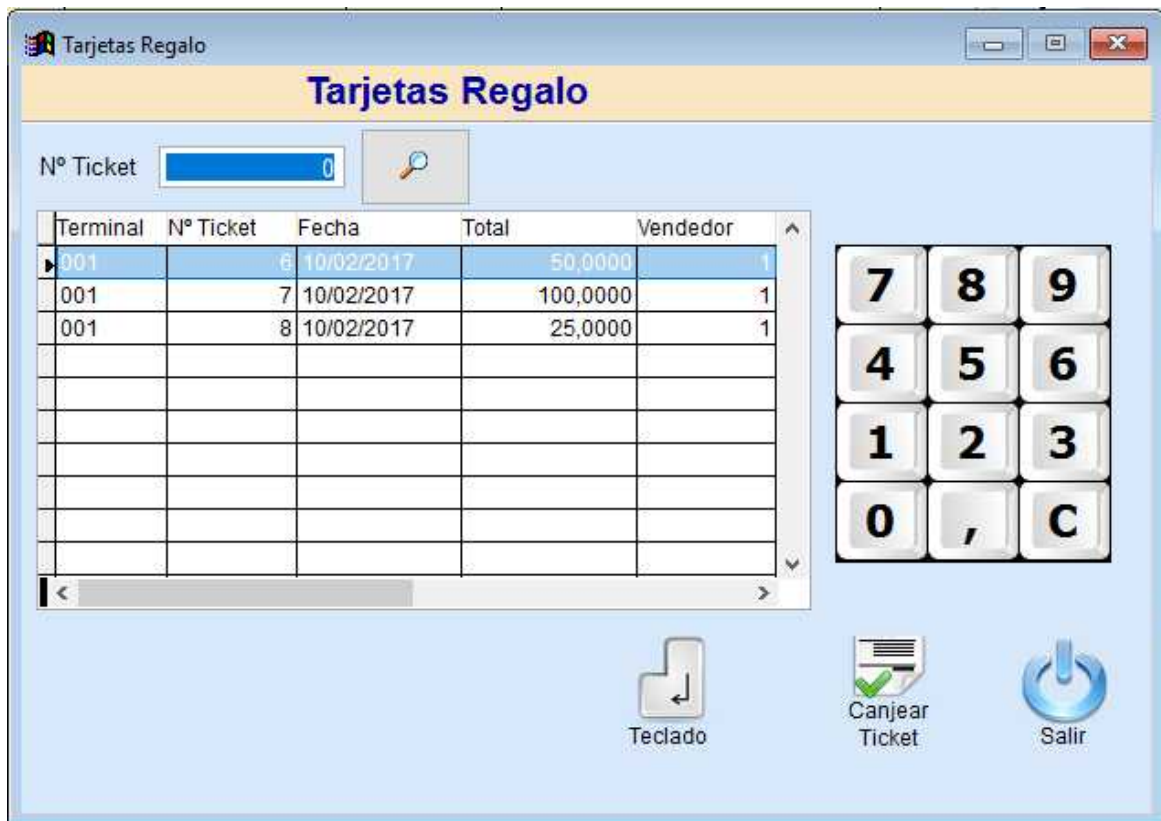 Tarjetas Regalo
Tarjetas Regalo
Nº Ticket 0
Terminal Nº Ticket Fecha Total Vendedor
001 6 10/02/2017 50,0000 1
001 7 10/02/2017 100,0000 1
001 8 10/02/2017 25,0000 1
7 8 9
4 5 6
1 2 3
0 , C
Teclado
Canjear
Ticket
Salir